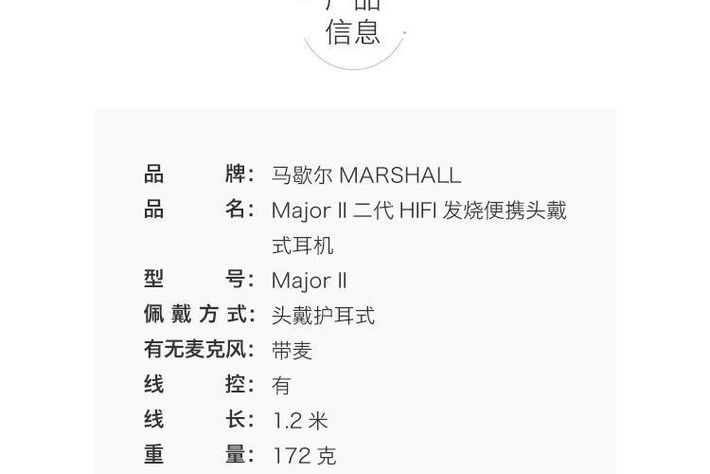 产品
信息
品牌：马歇尔 MARSHALL
品名：Major II 二代 HIFI 发烧便携头戴
式耳机
型号：Major II
佩戴方式：头戴护耳式
有无麦克风：带麦
线控：有
线长：1.2 米
重量：172 克